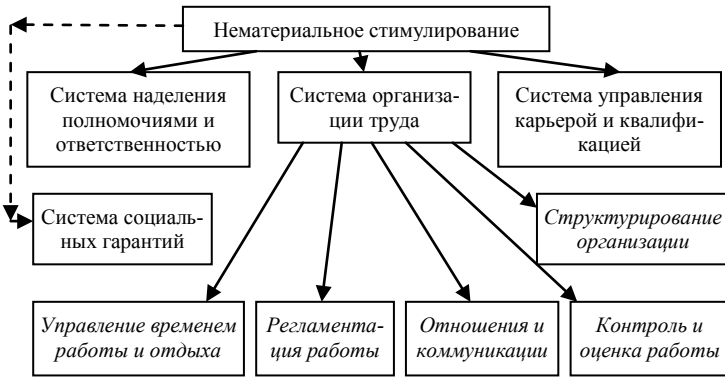 Нематериальное стимулирование
Система наделения
полномочиями и
ответственностью
Система организа-
ции труда
Система управления
карьерой и квалифи-
кацией
Система социаль-
ных гарантий
Структурирование
организации
Управление временем
работы и отдыха
Регламента-
ция работы
Отношения и
коммуникации
Контроль и
оценка работы